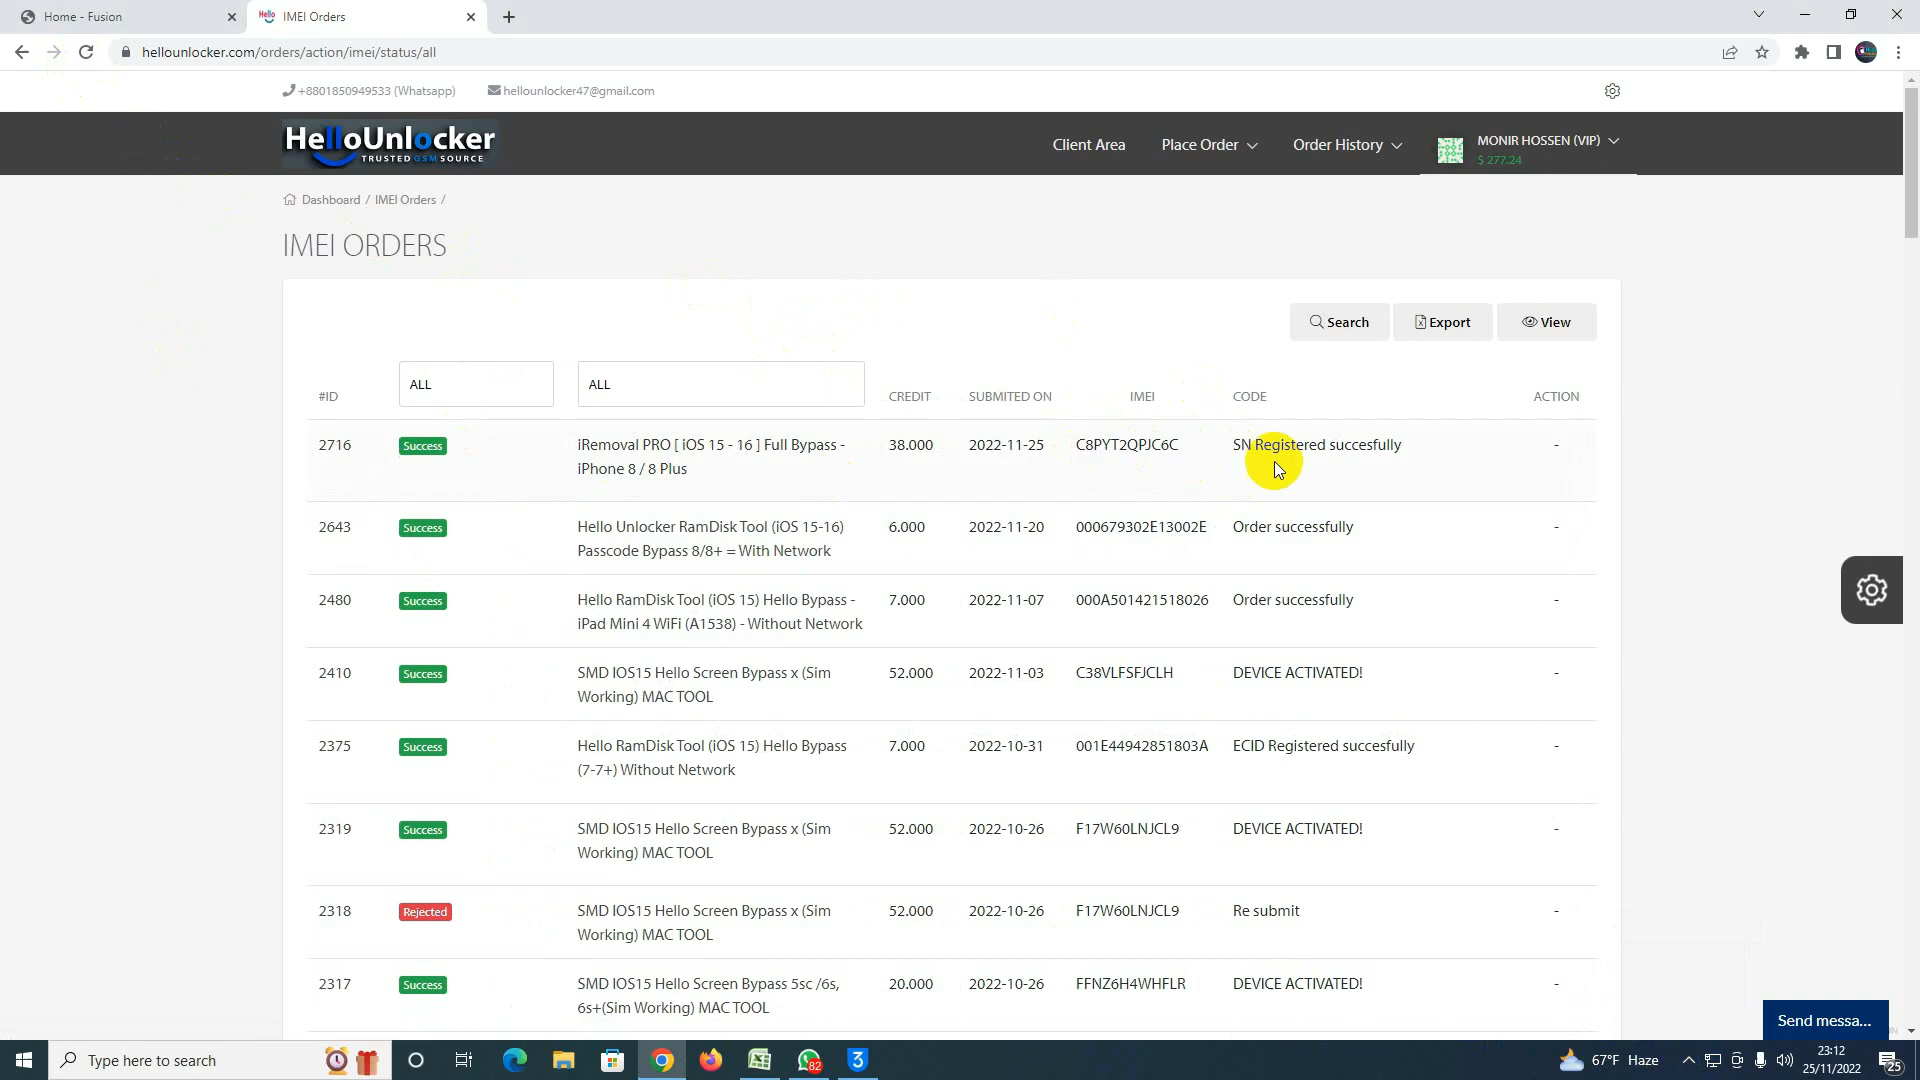 Home - Fusion
IMEI Orders
hellounlocker.com/orders/action/imei/status/all
+8801850949533 (Whatsapp)
hellounlocker47@gmail.com
HelloUnlocker
TRUSTED GSM SOURCE
Client Area
Place Order
Order History
MONIR HOSSEN (VIP)
$ 277.24
Dashboard / IMEI Orders /
IMEI ORDERS
Search
Export
View
#ID ALL ALL CREDIT SUBMITED ON IMEI CODE ACTION
2716 Success iRemoval PRO [ iOS 15 - 16 ] Full Bypass - 38.000 2022-11-25 C8PYT2QPJC6C SN Registered succesfully -
iPhone 8 / 8 Plus
2643 Success Hello Unlocker RamDisk Tool (iOS 15-16) 6.000 2022-11-20 000679302E13002E Order successfully -
Passcode Bypass 8/8+ = With Network
2480 Success Hello RamDisk Tool (iOS 15) Hello Bypass - 7.000 2022-11-07 000A501421518026 Order successfully -
iPad Mini 4 WiFi (A1538) - Without Network
2410 Success SMD IOS15 Hello Screen Bypass x (Sim 52.000 2022-11-03 C38VLFSFJCLH DEVICE ACTIVATED! -
Working) MAC TOOL
2375 Success Hello RamDisk Tool (iOS 15) Hello Bypass 7.000 2022-10-31 001E44942851803A ECID Registered succesfully -
(7-7+) Without Network
2319 Success SMD IOS15 Hello Screen Bypass x (Sim 52.000 2022-10-26 F17W60LNJCL9 DEVICE ACTIVATED! -
Working) MAC TOOL
2318 Rejected SMD IOS15 Hello Screen Bypass x (Sim 52.000 2022-10-26 F17W60LNJCL9 Re submit -
Working) MAC TOOL
2317 Success SMD IOS15 Hello Screen Bypass 5sc /6s, 20.000 2022-10-26 FFNZ6H4WHFLR DEVICE ACTIVATED! -
6s+(Sim Working) MAC TOOL
Send messa...
Type here to search
82
3
67°F Haze
23:12
25/11/2022
25